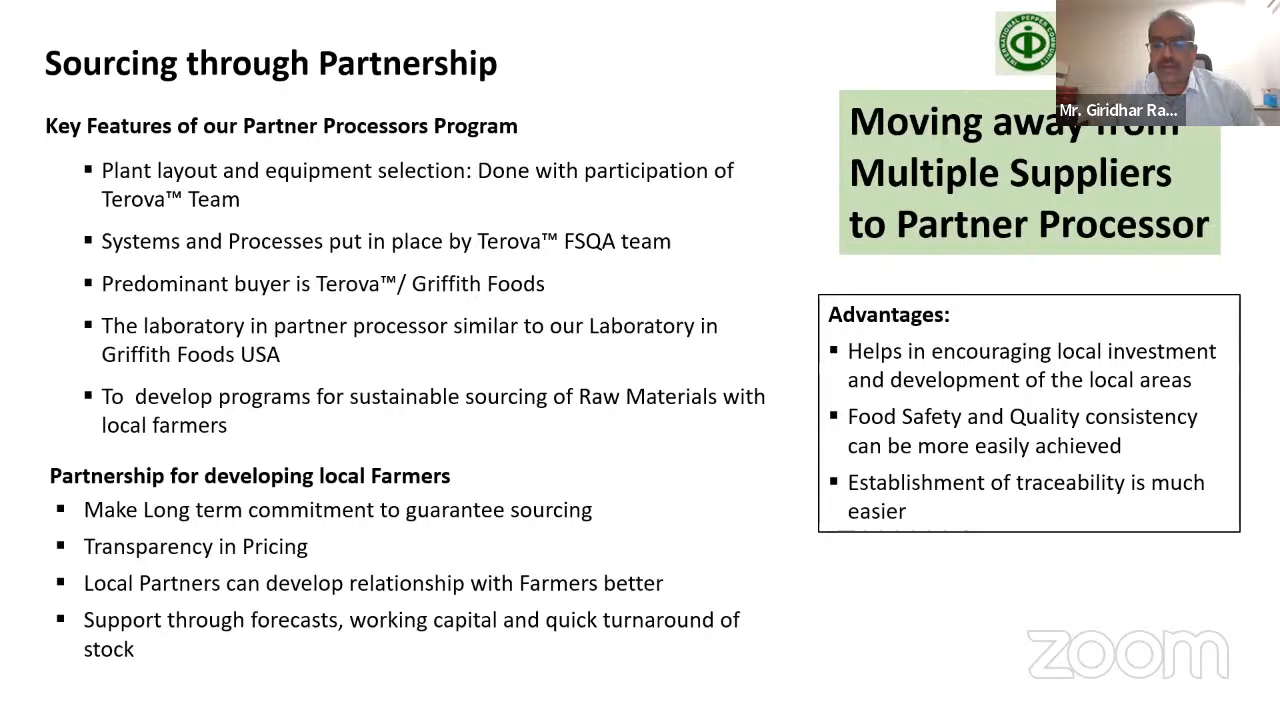 Sourcing through Partnership
Key Features of our Partner Processors Program
▪ Plant layout and equipment selection: Done with participation of
Terova™ Team
▪ Systems and Processes put in place by Terova™ FSQA team
▪ Predominant buyer is Terova™/ Griffith Foods
▪ The laboratory in partner processor similar to our Laboratory in
Griffith Foods USA
▪ To develop programs for sustainable sourcing of Raw Materials with
local farmers
Partnership for developing local Farmers
▪ Make Long term commitment to guarantee sourcing
▪ Transparency in Pricing
▪ Local Partners can develop relationship with Farmers better
▪ Support through forecasts, working capital and quick turnaround of
stock
INTERNATIONAL PEPPER COMMUNITY
Mr. Giridhar Ra...
Moving away from
Multiple Suppliers
to Partner Processor
Advantages:
▪ Helps in encouraging local investment
and development of the local areas
▪ Food Safety and Quality consistency
can be more easily achieved
▪ Establishment of traceability is much
easier
zoom